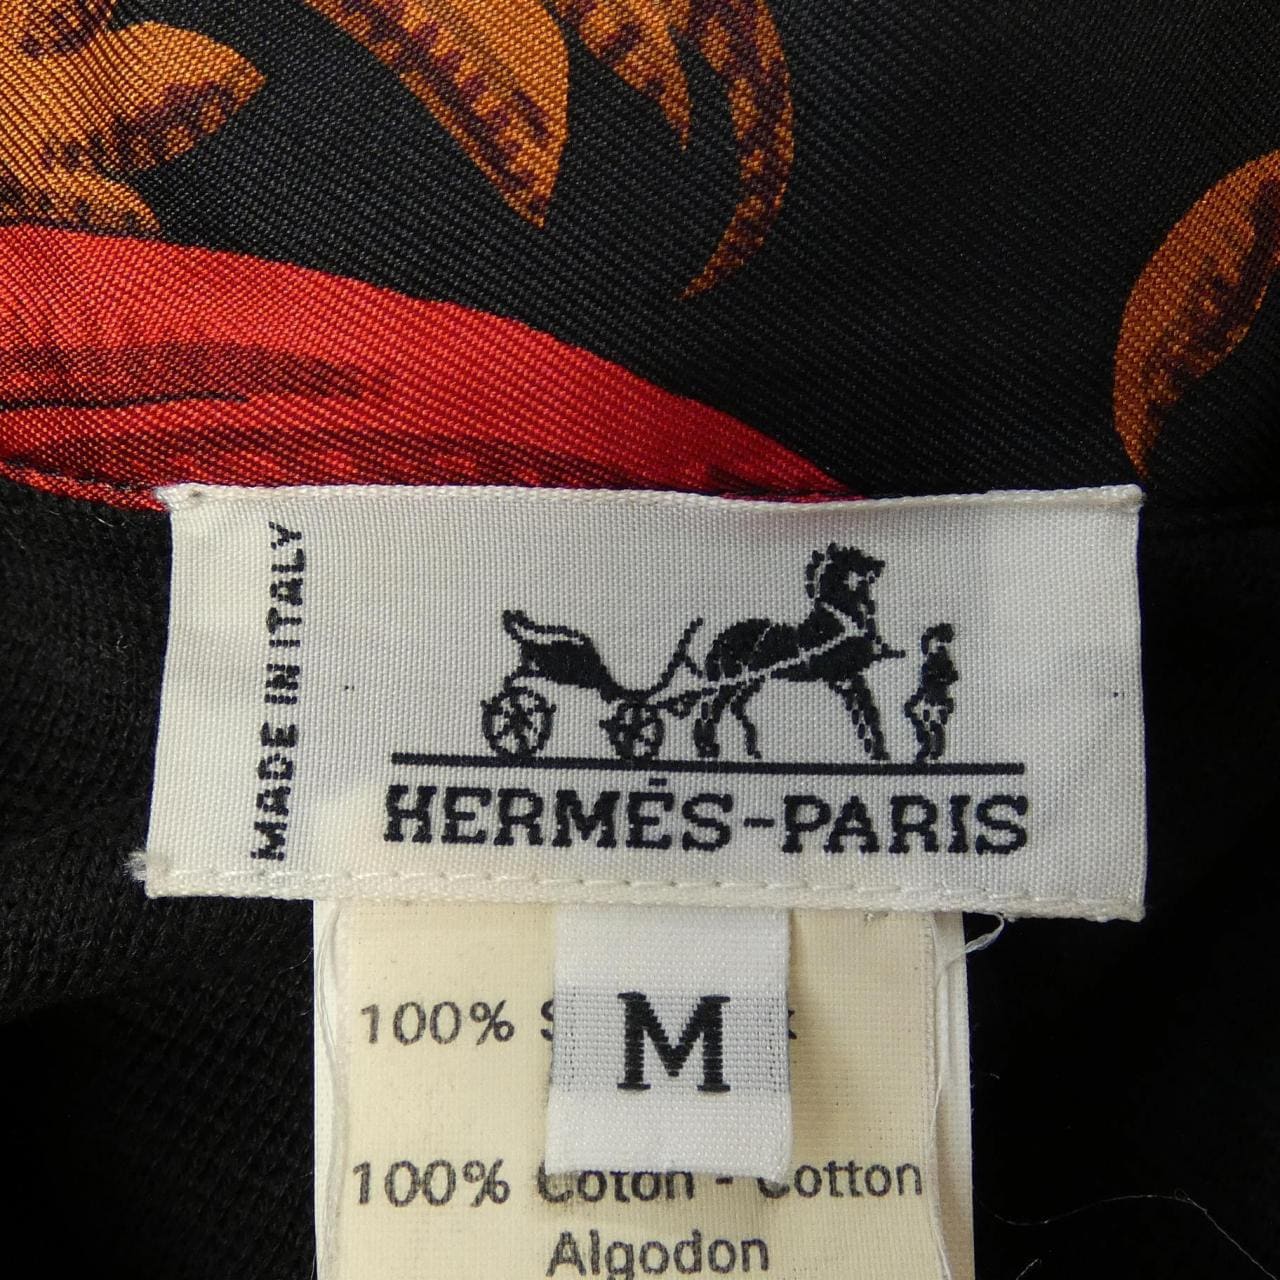 MADE IN ITALY
HERMÈS-PARIS
M
100%
100% Coton - Cotton
Algodon